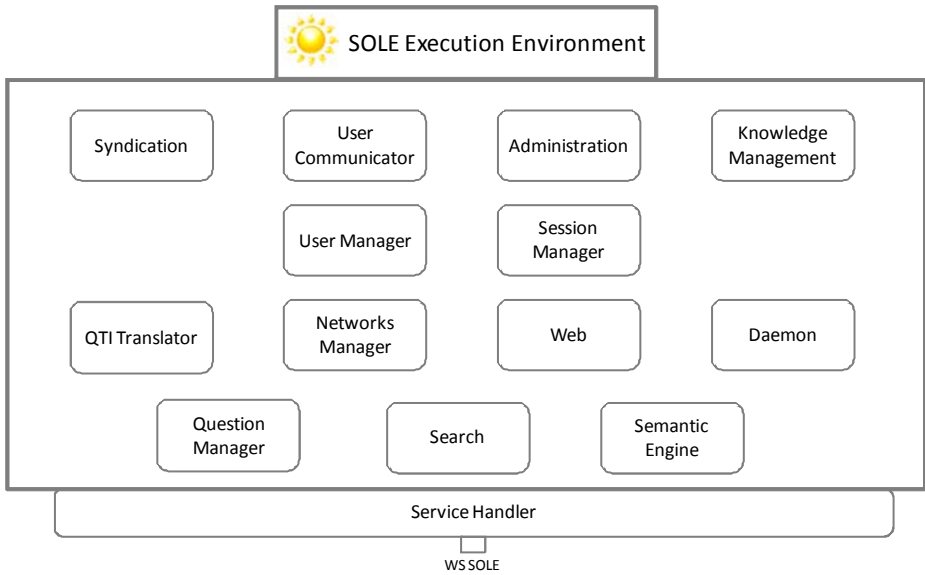 SOLE Execution Environment
Syndication
User
Communicator
Administration
Knowledge
Management
User Manager
Session
Manager
QTI Translator
Networks
Manager
Web
Daemon
Question
Manager
Search
Semantic
Engine
Service Handler
WS SOLE